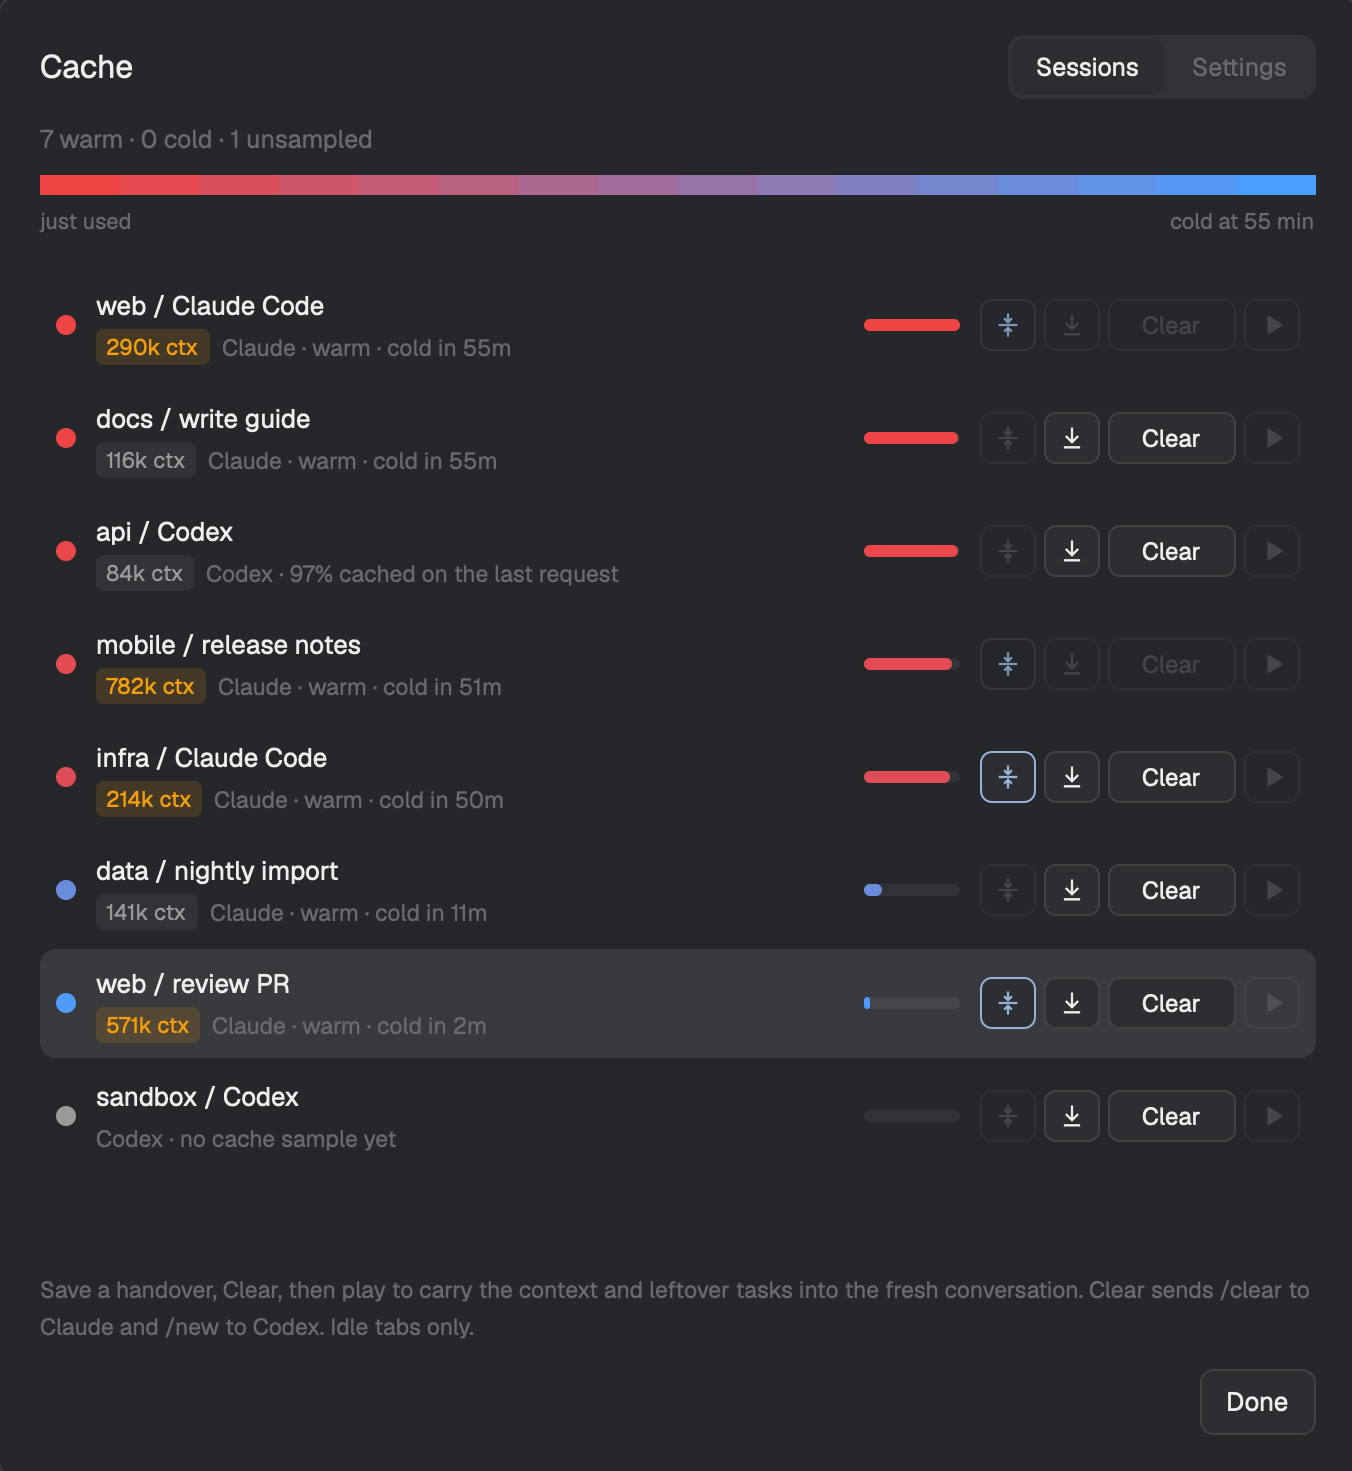 Cache
Sessions
Settings
7 warm · 0 cold · 1 unsampled
just used
cold at 55 min
web / Claude Code
290k ctx
Claude · warm · cold in 55m
Clear
docs / write guide
116k ctx
Claude · warm · cold in 55m
Clear
api / Codex
84k ctx
Codex · 97% cached on the last request
Clear
mobile / release notes
782k ctx
Claude · warm · cold in 51m
Clear
infra / Claude Code
214k ctx
Claude · warm · cold in 50m
Clear
data / nightly import
141k ctx
Claude · warm · cold in 11m
Clear
web / review PR
571k ctx
Claude · warm · cold in 2m
Clear
sandbox / Codex
Codex · no cache sample yet
Clear
Save a handover, Clear, then play to carry the context and leftover tasks into the fresh conversation. Clear sends /clear to
Claude and /new to Codex. Idle tabs only.
Done